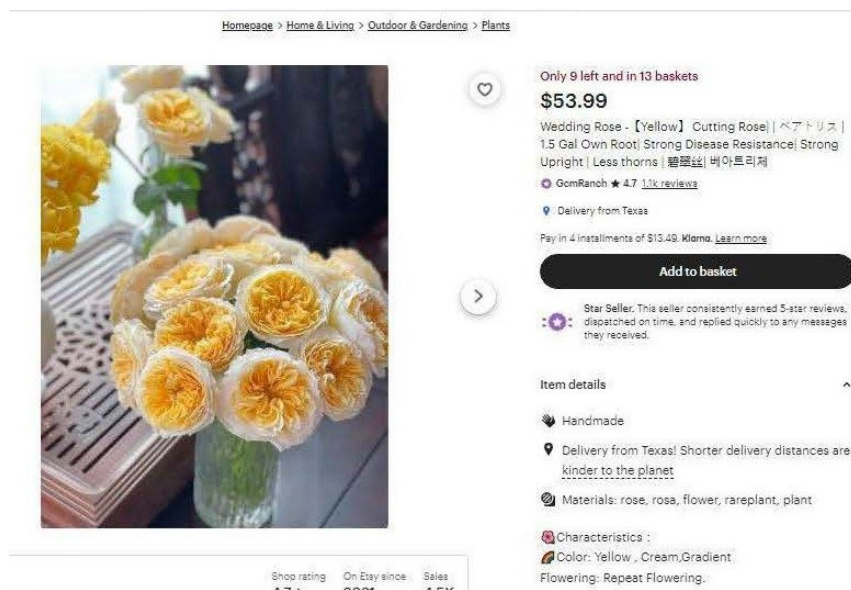 Homepage > Home & Living > Outdoor & Gardening > Plants
Only 9 left and in 13 baskets
$53.99
Wedding Rose -【Yellow】 Cutting Rose| | ベアトリス |
1.5 Gal Own Root| Strong Disease Resistance| Strong
Upright | Less thorns | 碧翠丝| 베아트리체
GcmRanch ★ 4.7 1.1k reviews
Delivery from Texas
Pay in 4 installments of $13.49. Klarna. Learn more
Add to basket
Star Seller. This seller consistently earned 5-star reviews,
dispatched on time, and replied quickly to any messages
they received.
Item details
Handmade
Delivery from Texas! Shorter delivery distances are
kinder to the planet
Materials: rose, rosa, flower, rareplant, plant
Characteristics :
Color: Yellow , Cream,Gradient
Flowering: Repeat Flowering.
Shop rating On Etsy since Sales